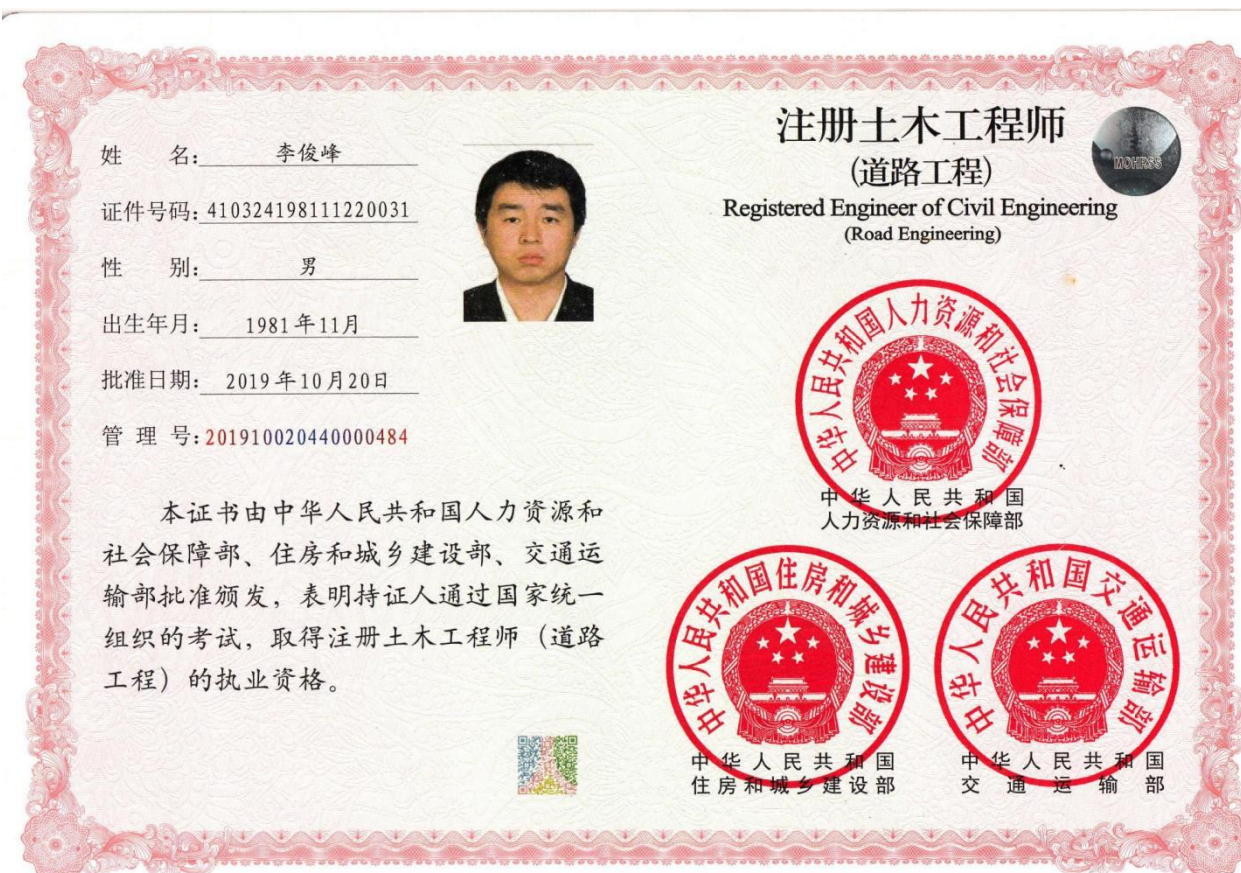 姓 名: 李俊峰
证件号码: 410324198111220031
性 别: 男
出生年月: 1981年11月
批准日期: 2019年10月20日
管 理 号: 201910020440000484
本证书由中华人民共和国人力资源和
社会保障部、住房和城乡建设部、交通运
输部批准颁发，表明持证人通过国家统一
组织的考试，取得注册土木工程师（道路
工程）的执业资格。
注册土木工程师
(道路工程)
Registered Engineer of Civil Engineering
(Road Engineering)
MOHRSS
中华人民共和国人力资源和社会保障部
中华人民共和国
人力资源和社会保障部
中华人民共和国住房和城乡建设部
中华人民共和国
住房和城乡建设部
中华人民共和国交通运输部
中华人民共和国
交通运输部